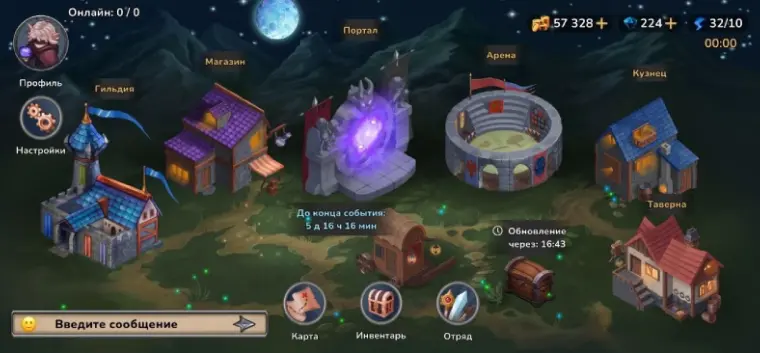 Онлайн: 0 / 0
57 328
224
32/10
00:00
Портал
Магазин
Арена
Кузнец
Профиль
Гильдия
Настройки
Таверна
До конца события:
5 д 16 ч 16 мин
Обновление
через: 16:43
Введите сообщение
Карта
Инвентарь
Отряд